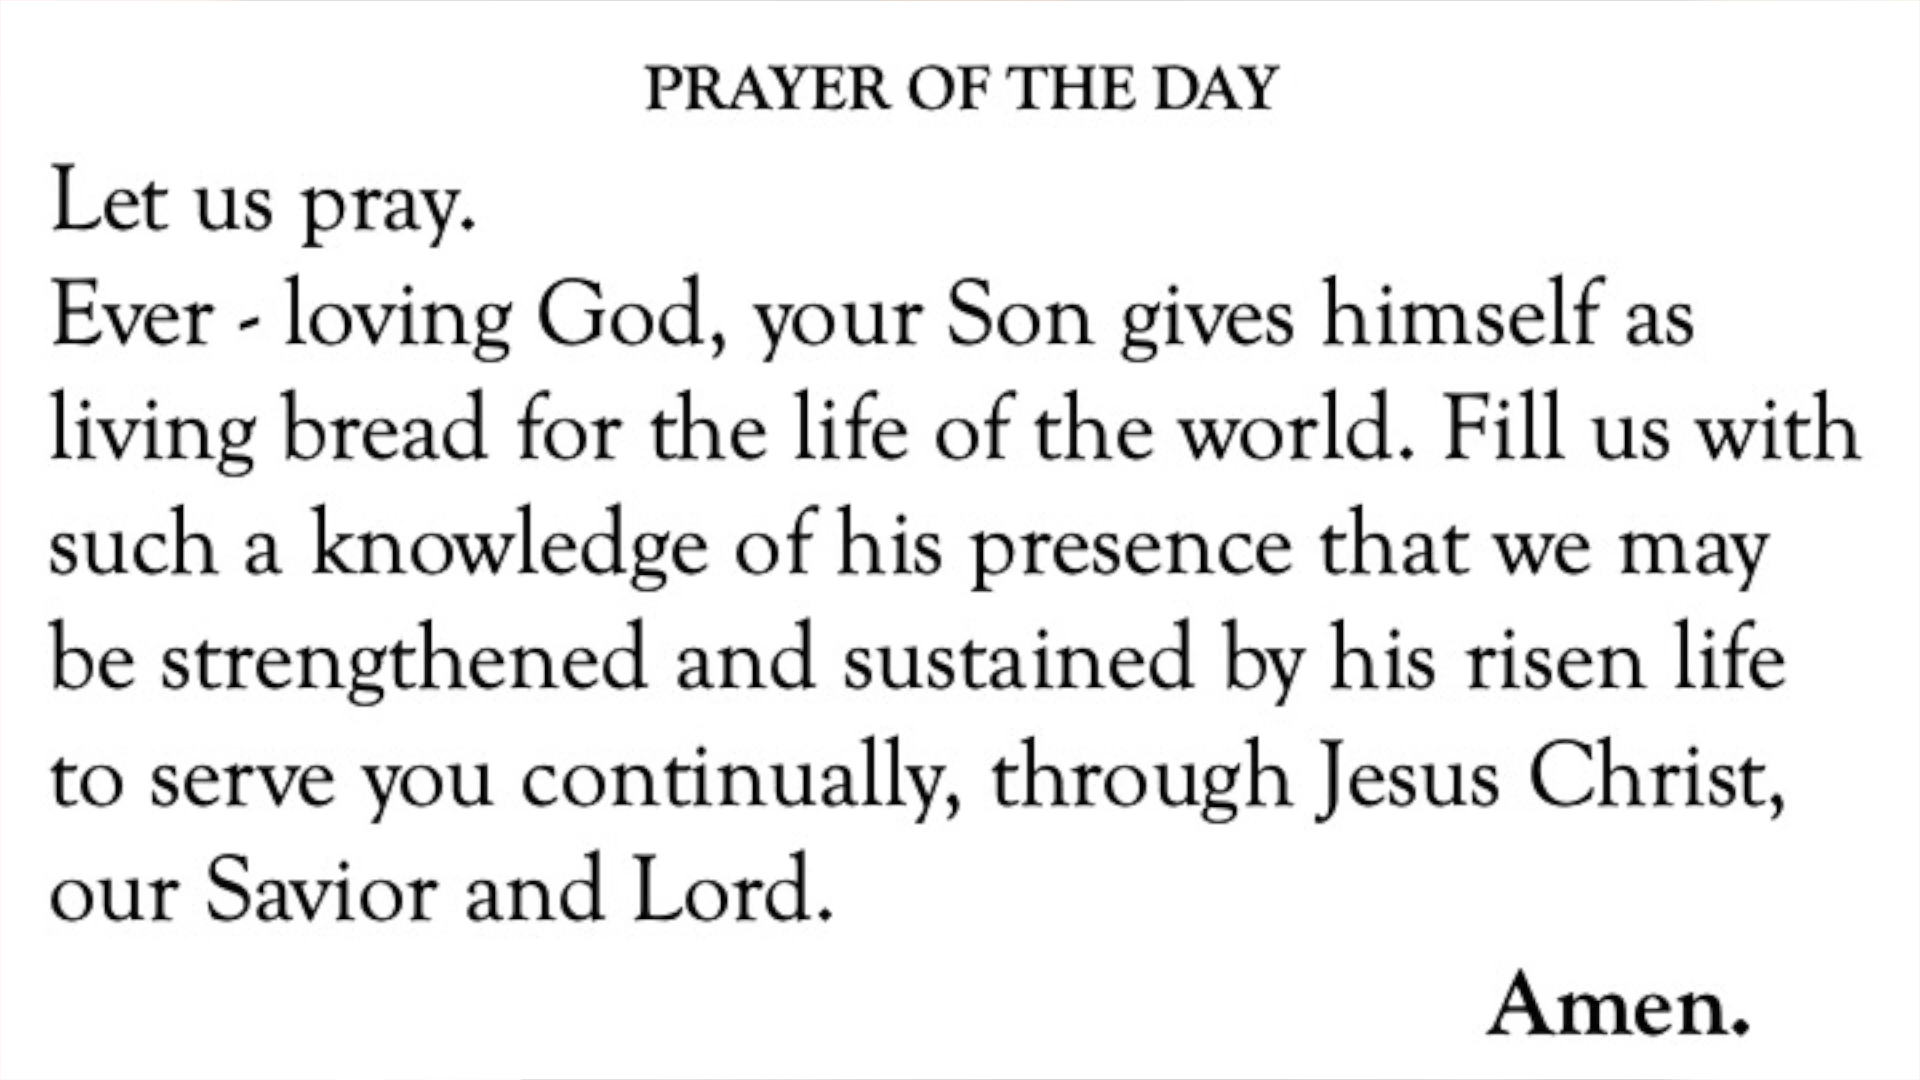 PRAYER OF THE DAY
Let us pray.
Ever - loving God, your Son gives himself as
living bread for the life of the world. Fill us with
such a knowledge of his presence that we may
be strengthened and sustained by his risen life
to serve you continually, through Jesus Christ,
our Savior and Lord.
Amen.